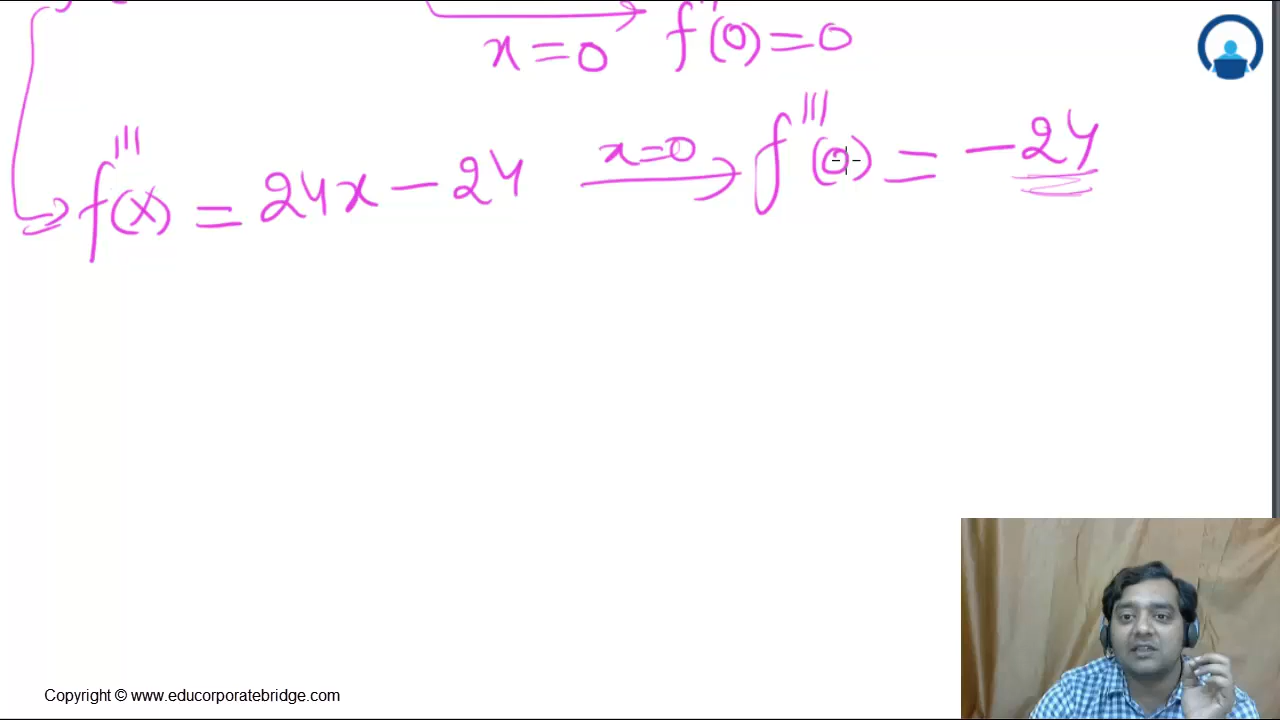 x=0 f''(0)=0
f'''(x) = 24x - 24 x=0 f'''(0) = -24
Copyright © www.educorporatebridge.com